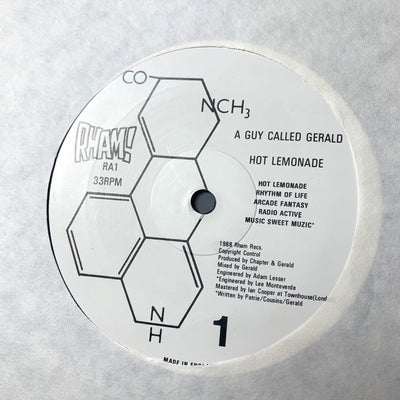 CO
NCH3
A GUY CALLED GERALD
RHAM!
RA1
33RPM
HOT LEMONADE
HOT LEMONADE
RHYTHM OF LIFE
ARCADE FANTASY
RADIO ACTIVE
MUSIC SWEET MUZIC*
1988 Rham Recs.
Copyright Control
Produced by Chapter & Gerald
Mixed by Gerald
Engineered by Adam Lesser
*Engineered by Lee Monteverde
Mastered by Ian Cooper at Townhouse(Lond
*Written by Petrie/Cousins/Gerald
N
H
1
MADE IN ENGLAN